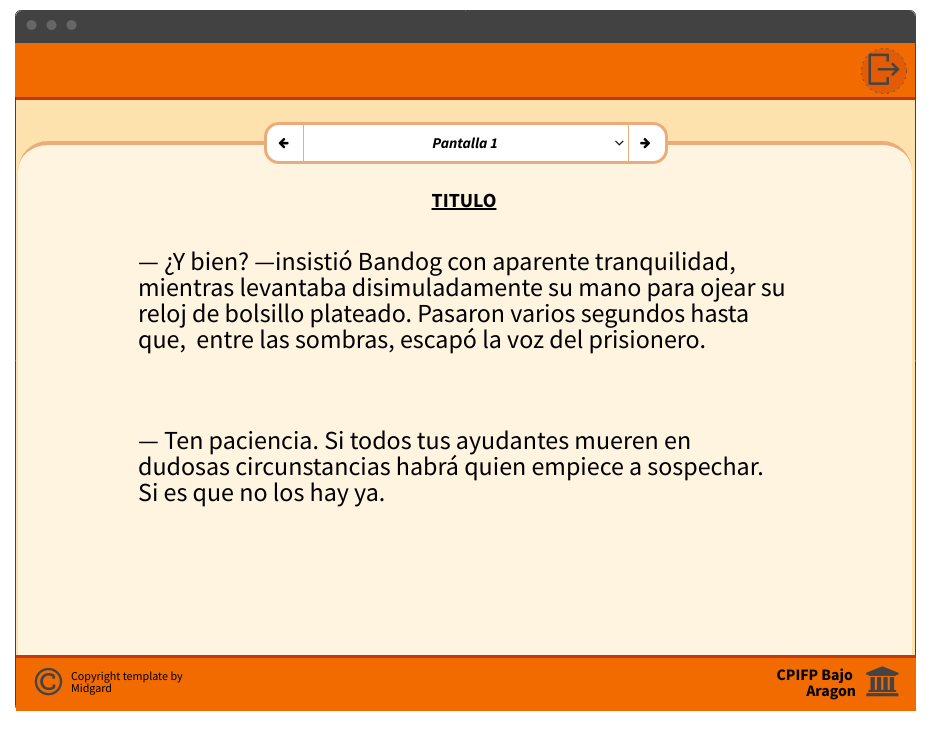 Pantalla 1
TITULO
— ¿Y bien? —insistió Bandog con aparente tranquilidad,
mientras levantaba disimuladamente su mano para ojear su
reloj de bolsillo plateado. Pasaron varios segundos hasta
que,  entre las sombras, escapó la voz del prisionero.
— Ten paciencia. Si todos tus ayudantes mueren en
dudosas circunstancias habrá quien empiece a sospechar.
Si es que no los hay ya.
Copyright template by
Midgard
CPIFP Bajo
Aragon